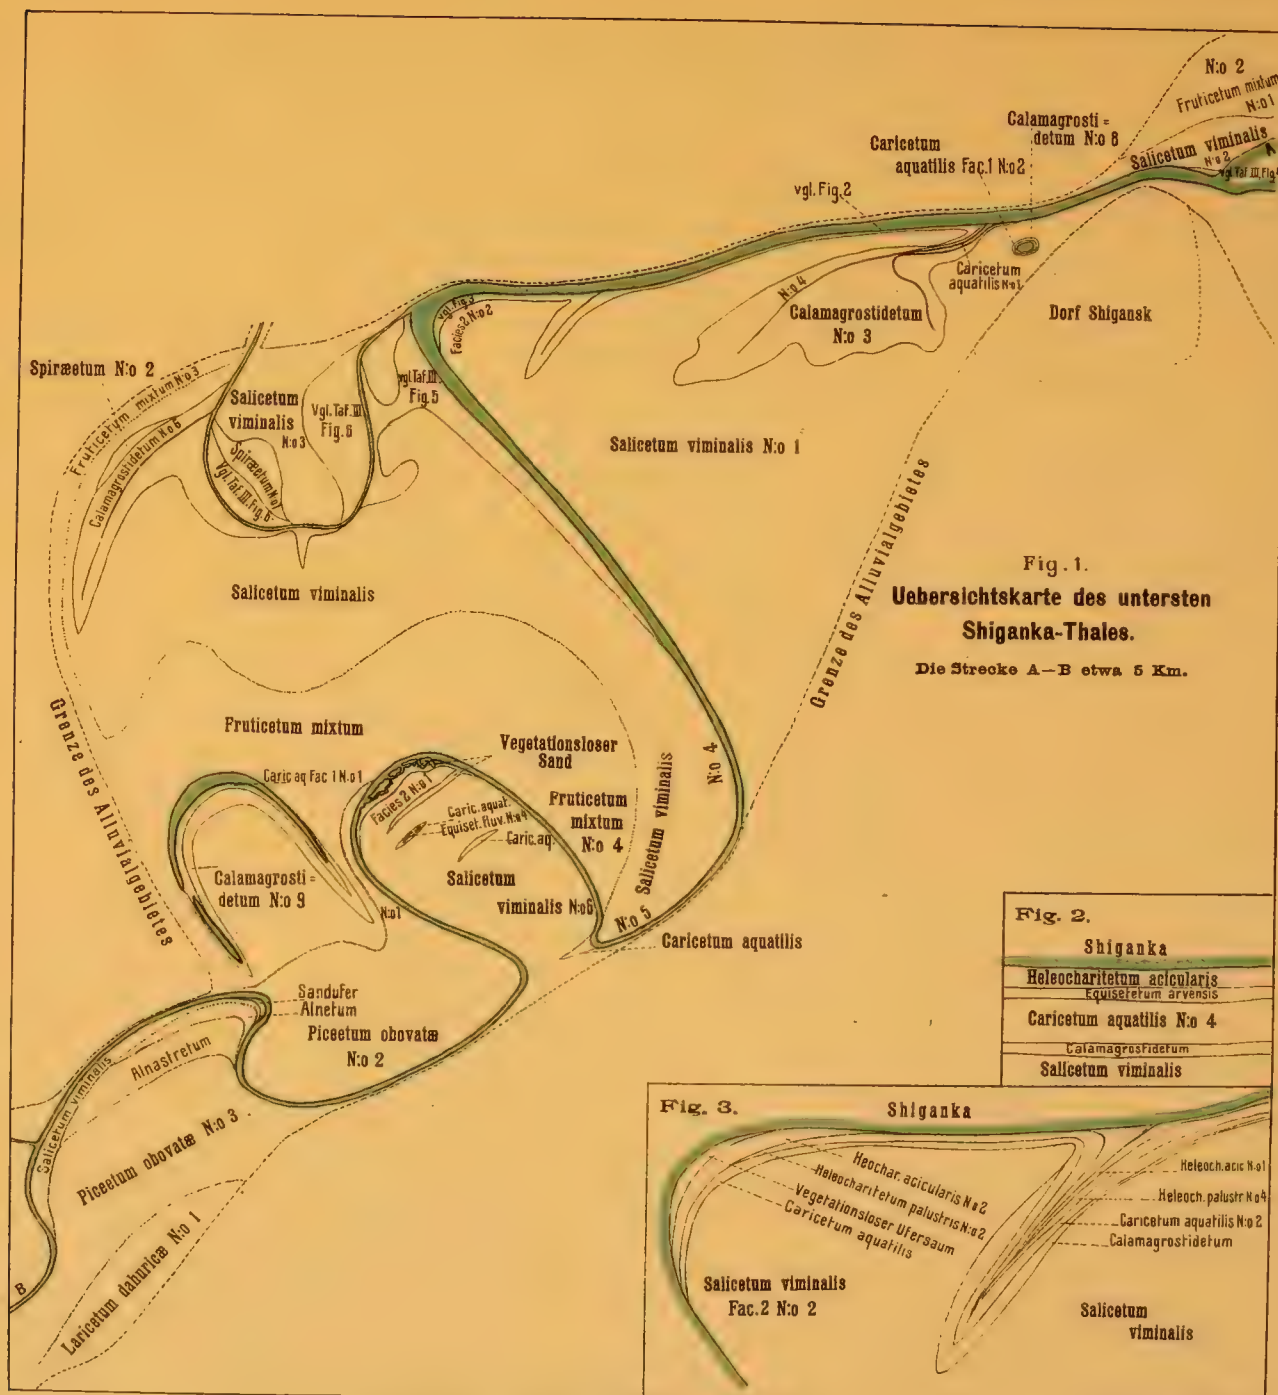 N:o 2
Fruticetum mixtum
N:o 1
Calamagrosti=
detum N:o 8
Salicetum viminalis
N:o 2
A
vgl. Taf. III, Fig.
Caricetum
aquatilis Fac. 1 N:o 2
vgl. Fig. 2
Caricetum
aquatilis N:o 1
N:o 4
Calamagrostidetum
N:o 3
Dorf Shigansk
vgl. Fig. 3
Facies 2 N:o 2
Spiræetum N:o 2
Fruticetum mixtum N:o 3
Calamagrostidetum N:o 6
Salicetum
viminalis
N:o 3
Vgl. Taf. III
Fig. 6
vgl. Taf. III.
Fig. 5
Spiræetum N:o 1
Vgl. Taf. III. Fig. 8
Salicetum viminalis N:o 1
Salicetum viminalis
Grenze des Alluvialgebietes
Fig. 1.
Uebersichtskarte des untersten
Shiganka-Thales.
Die Strecke A—B etwa 5 Km.
Grenze des Alluvialgebietes
Fruticetum mixtum
Vegetationsloser
Sand
Caric. aq. Fac 1 N:o 1
Facies 2 N:o 1
Caric. aquat.
Equiset. fluv. N:o 4
Caric. aq.
Fruticetum
mixtum
N:o 4
Salicetum viminalis
N:o 4
Calamagrosti=
detum N:o 9
N:o 1
Salicetum
viminalis N:o 6
N:o 5
Caricetum aquatilis
Sandufer
Alnetum
Piceetum obovatæ
N:o 2
Alnastretum
Salicetum viminalis
Piceetum obovatæ N:o 3
Laricetum dahuricæ N:o 1
B
Fig. 2.
Shiganka
Heleocharitetum acicularis
Equisetetum arvensis
Caricetum aquatilis N:o 4
Calamagrostidetum
Salicetum viminalis
Fig. 3.
Shiganka
Heochar. acicularis N:o 2
Heleocharitetum palustris N:o 2
Vegetationsloser Ufersaum
Caricetum aquatilis
Heleoch. acic N:o 1
Heleoch. palustr N:o 4
Caricetum aquatilis N:o 2
Calamagrostidetum
Salicetum viminalis
Fac. 2 N:o 2
Salicetum
viminalis